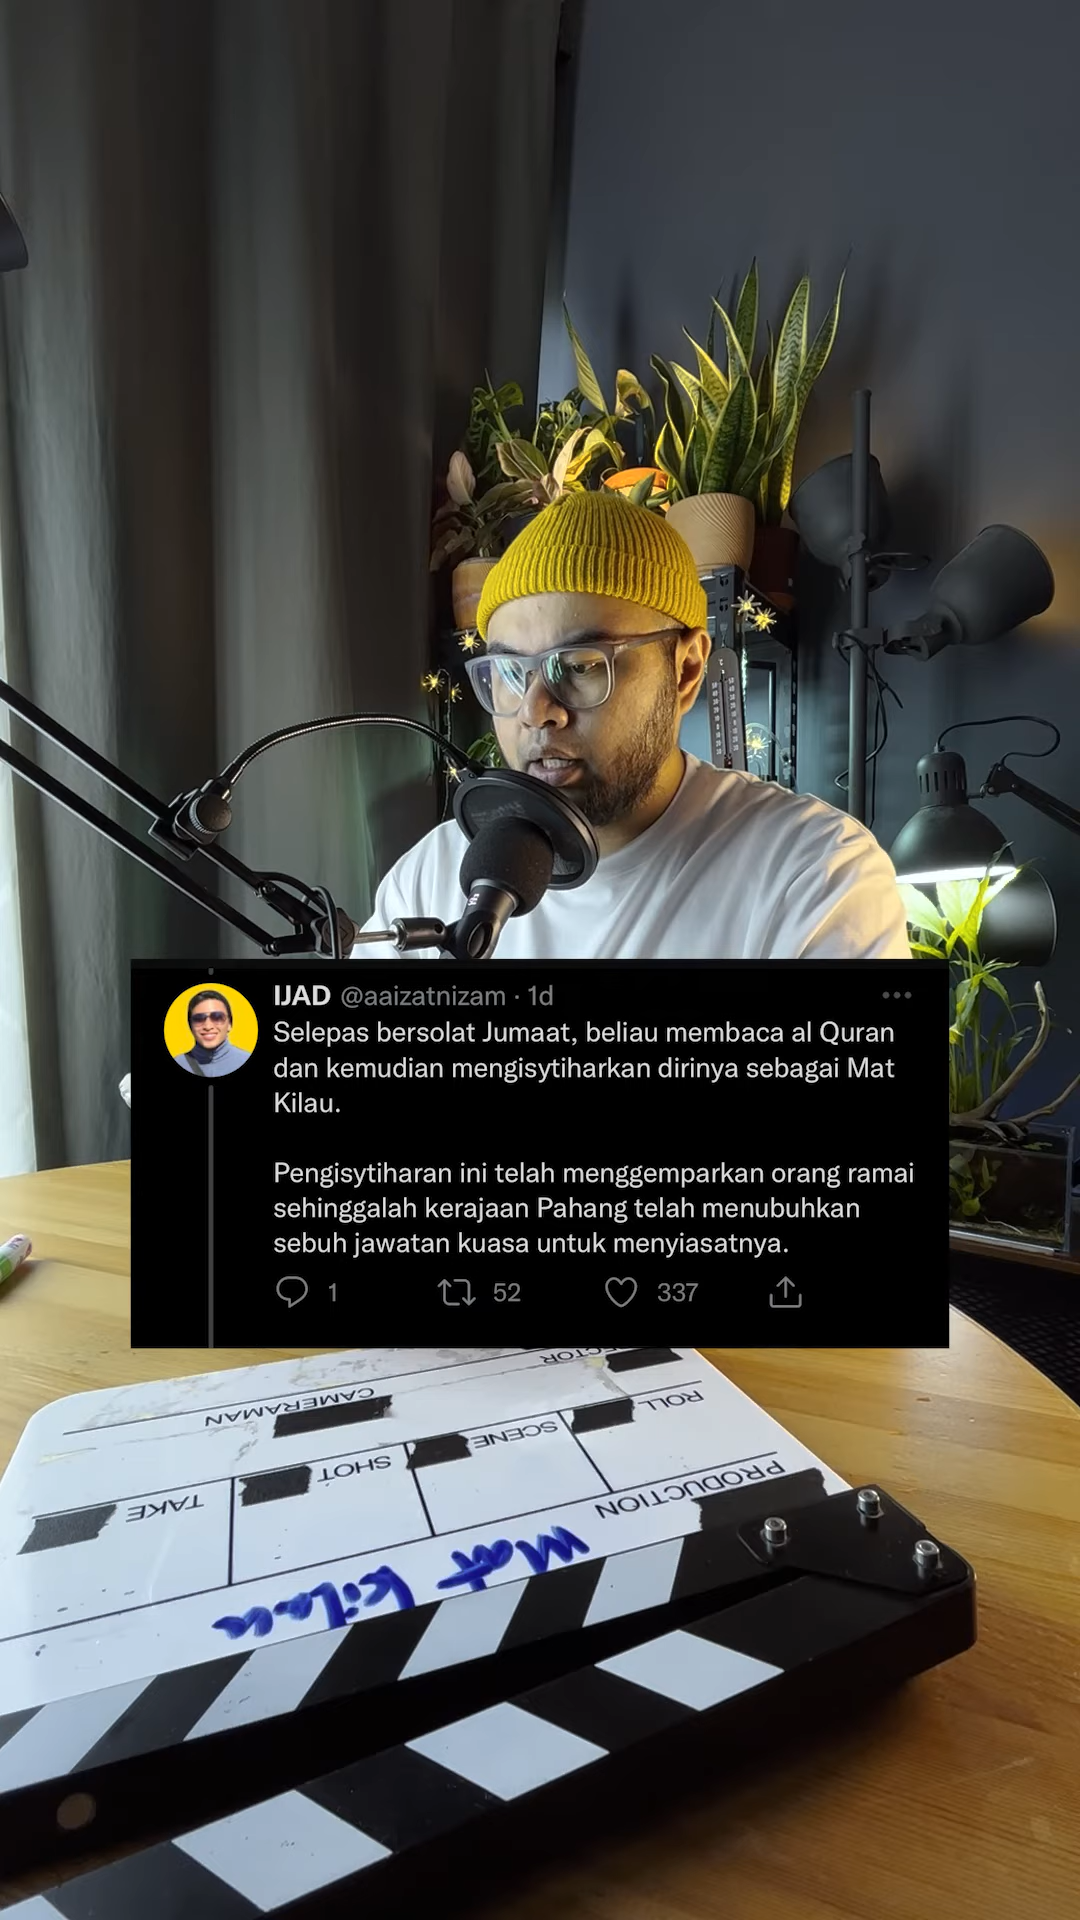 IJAD @aaizatnizam · 1d
Selepas bersolat Jumaat, beliau membaca al Quran
dan kemudian mengisytiharkan dirinya sebagai Mat
Kilau.
Pengisytiharan ini telah menggemparkan orang ramai
sehinggalah kerajaan Pahang telah menubuhkan
sebuh jawatan kuasa untuk menyiasatnya.
1 52 337
PRODUCTION
Mat Kilau
ROLL
SCENE
SHOT
TAKE
CAMERAMAN